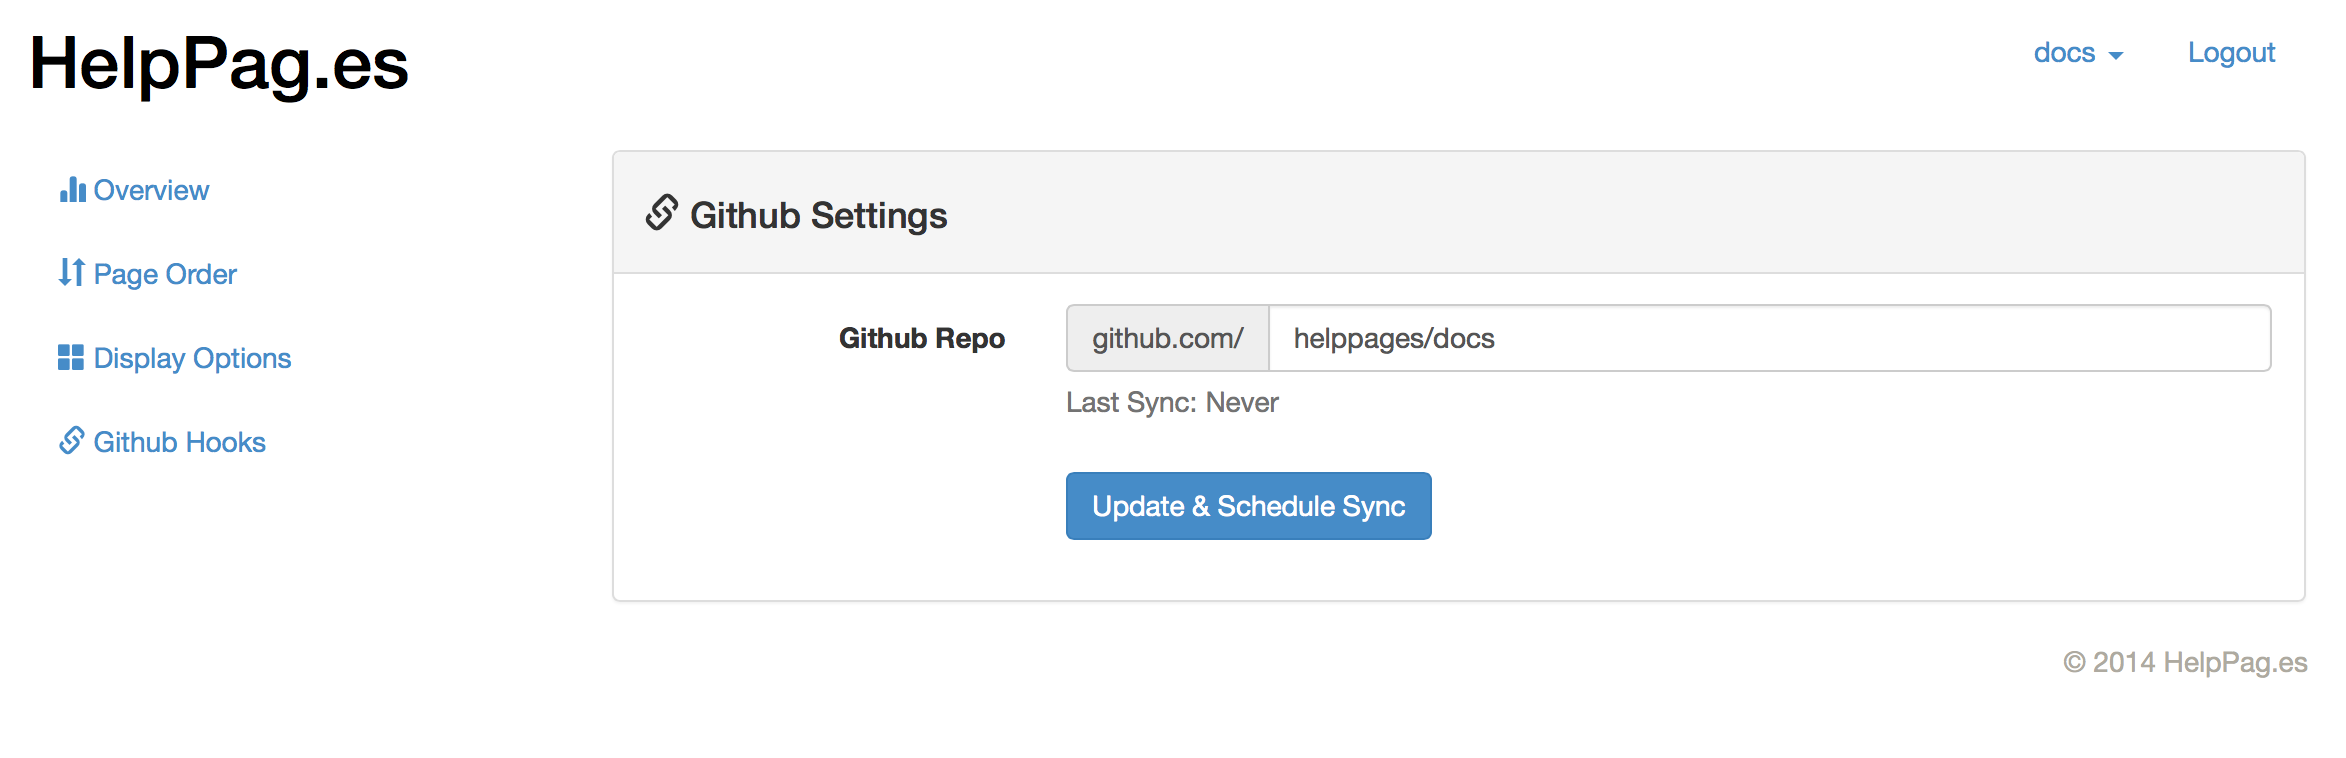 HelpPag.es
docs
Logout
Overview
Page Order
Display Options
Github Hooks
Github Settings
Github Repo
github.com/
helppages/docs
Last Sync: Never
Update & Schedule Sync
© 2014 HelpPag.es